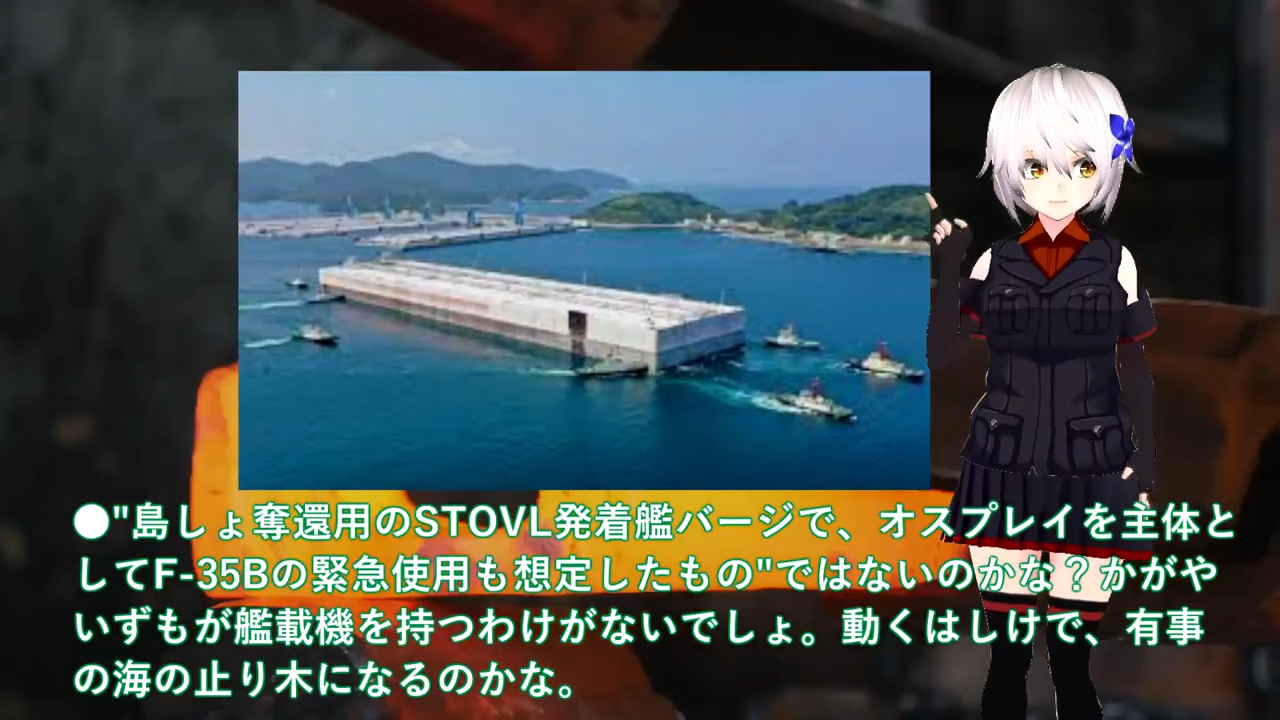 ●"島しょ奪還用のSTOVL発着艦バージで、オスプレイを主体と
してF-35Bの緊急使用も想定したもの"ではないのかな？かがや
いずもが艦載機を持つわけがないでしょ。動くはしけで、有事
の海の止り木になるのかな。